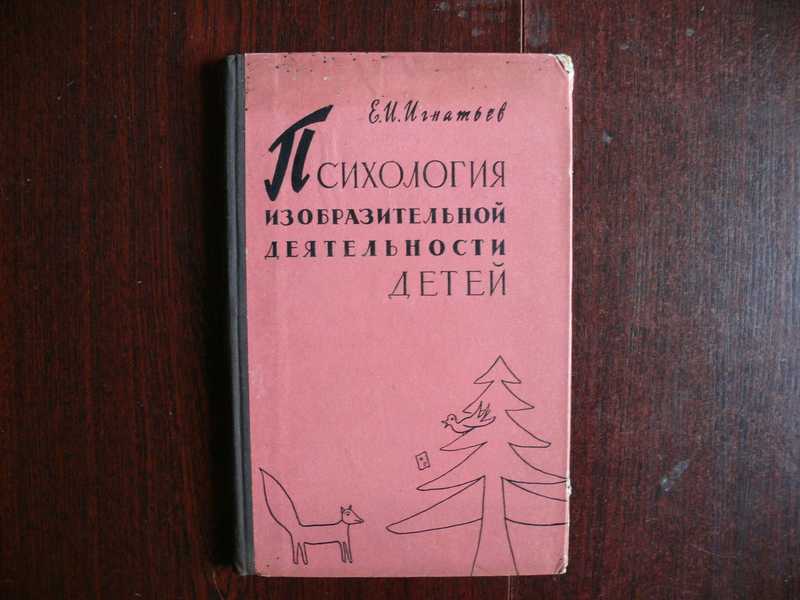 Е.И.Игнатьев
Психология
изобразительной
деятельности
детей